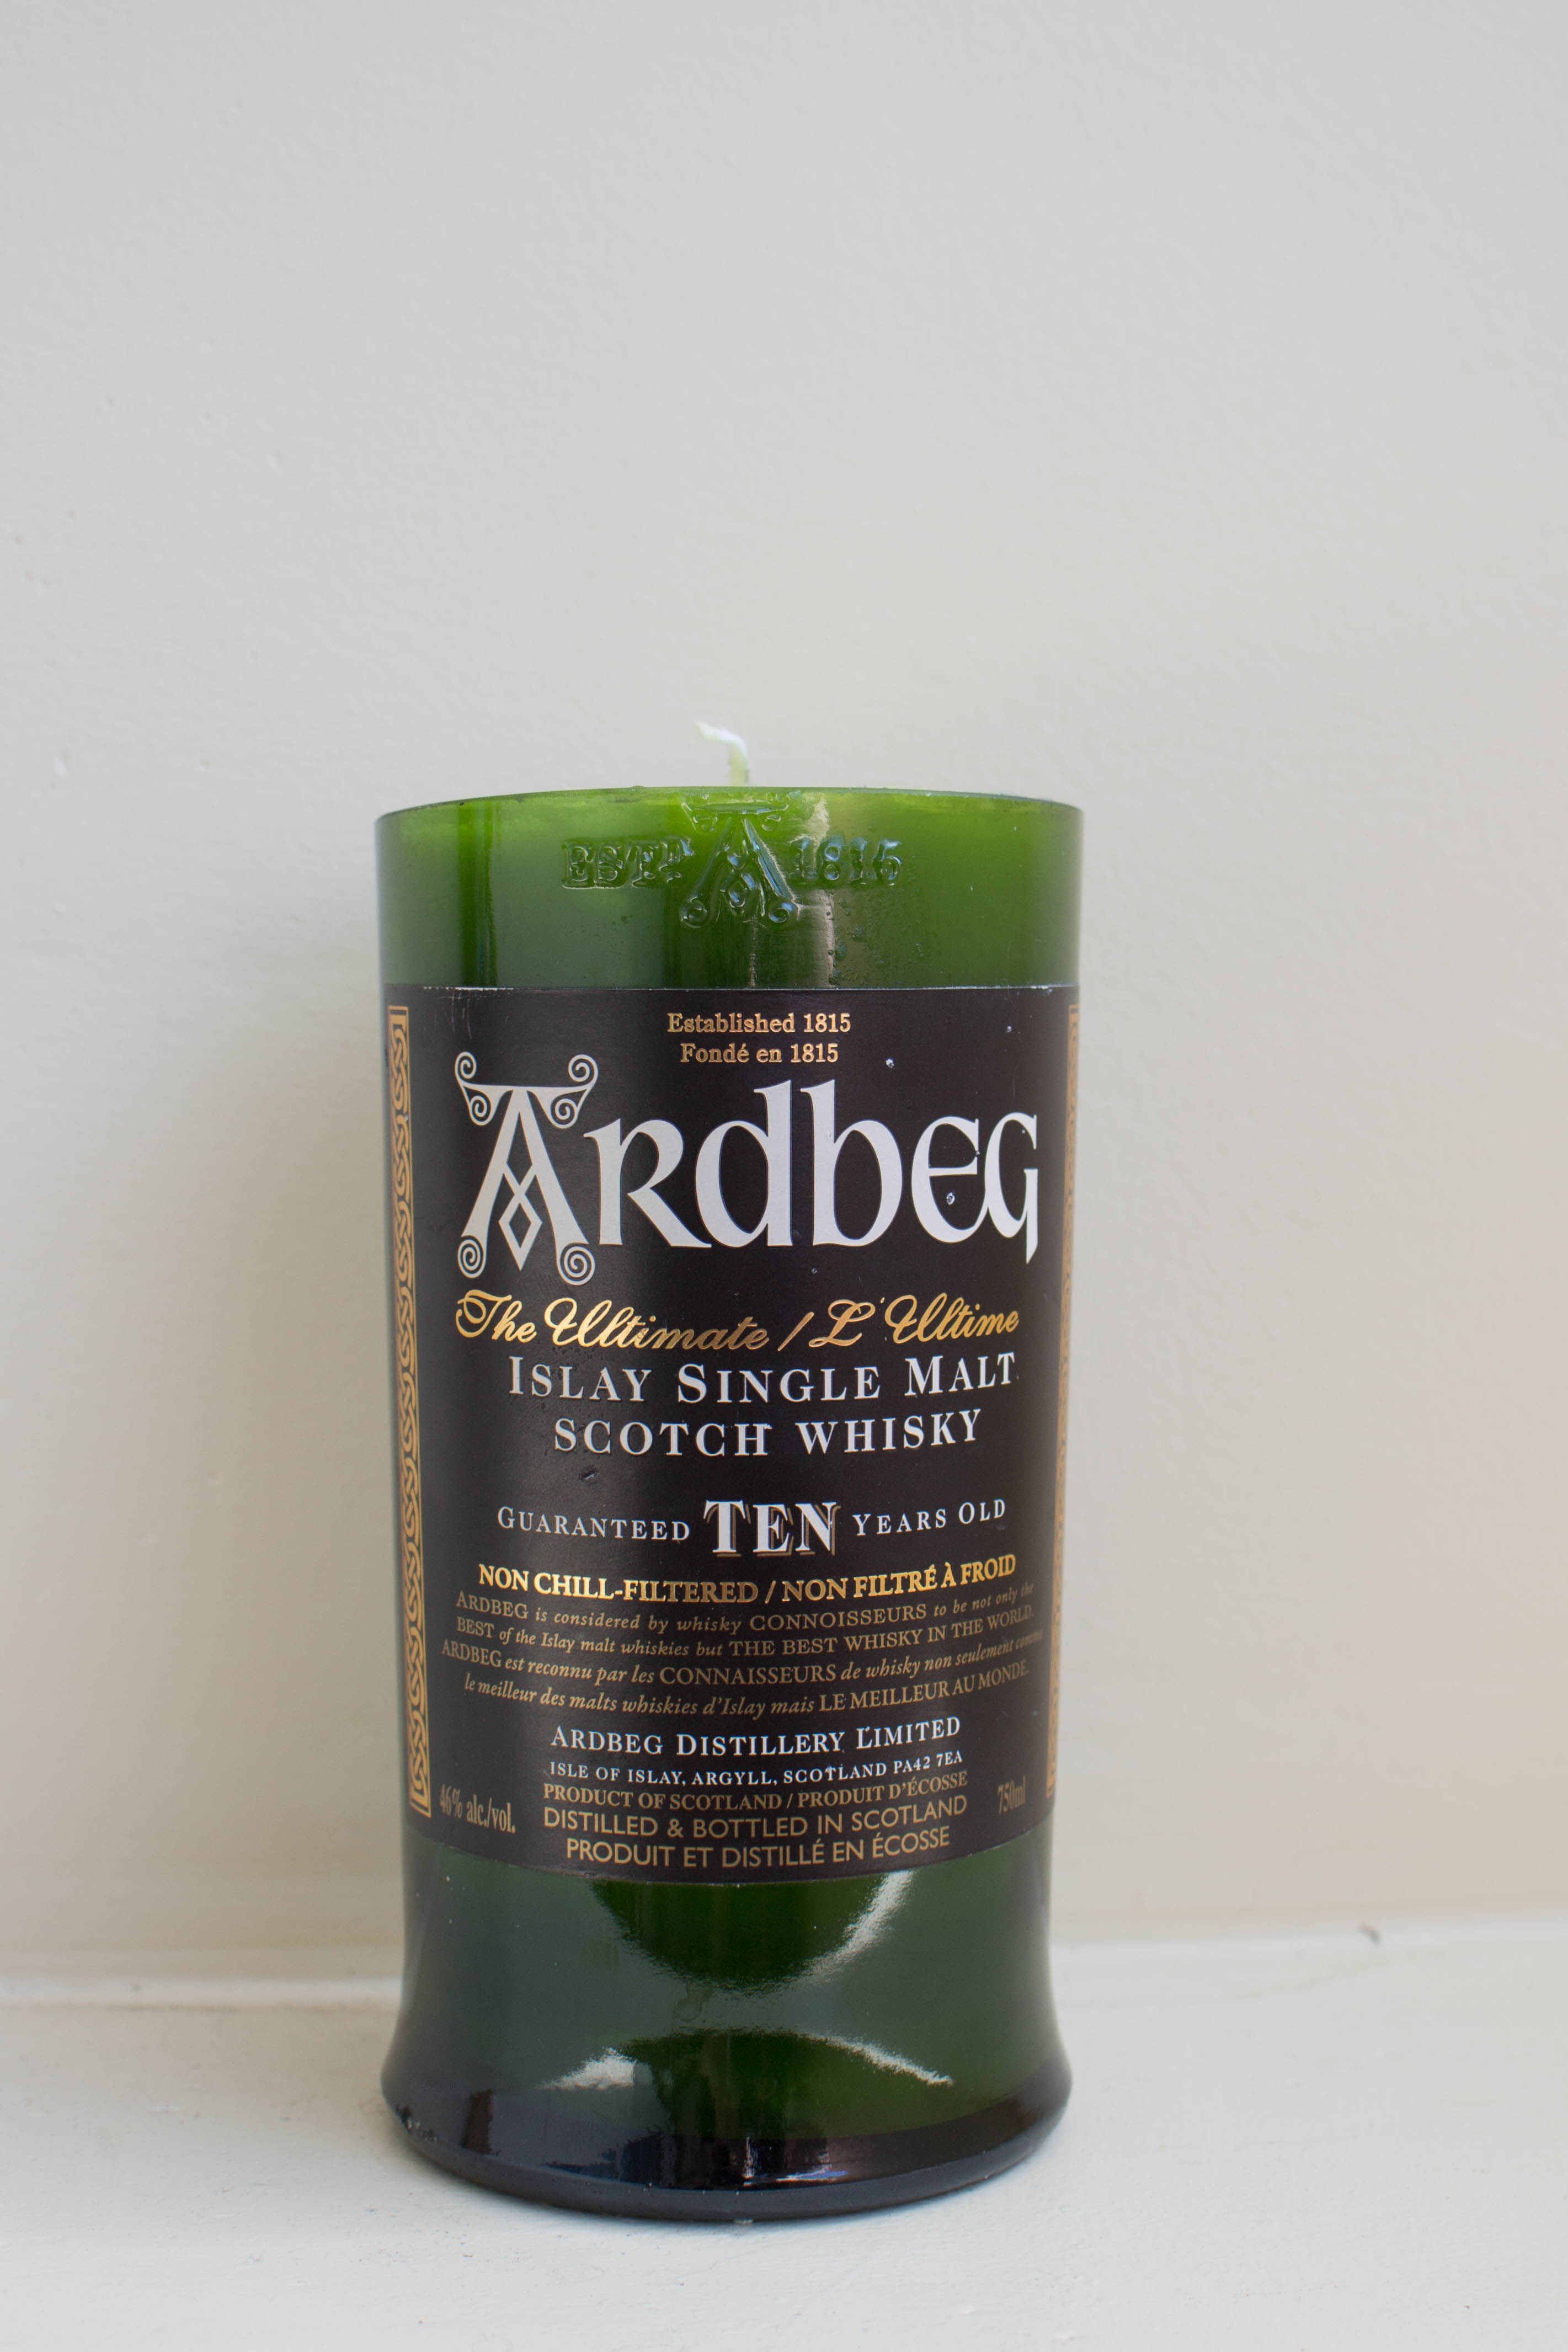 ESTD A 1815
Established 1815
Fondé en 1815
Ardbeg
The Ultimate / L'Ultime
ISLAY SINGLE MALT
SCOTCH WHISKY
GUARANTEED TEN YEARS OLD
NON CHILL-FILTERED / NON FILTRÉ À FROID
ARDBEG is considered by whisky CONNOISSEURS to be not only the
BEST of the Islay malt whiskies but THE BEST WHISKY IN THE WORLD.
ARDBEG est reconnu par les CONNAISSEURS de whisky non seulement comme
le meilleur des malts whiskies d'Islay mais LE MEILLEUR AU MONDE.
ARDBEG DISTILLERY LIMITED
ISLE OF ISLAY, ARGYLL, SCOTLAND PA42 7EA
PRODUCT OF SCOTLAND / PRODUIT D'ÉCOSSE
46% alc./vol.
750ml
DISTILLED & BOTTLED IN SCOTLAND
PRODUIT ET DISTILLÉ EN ÉCOSSE